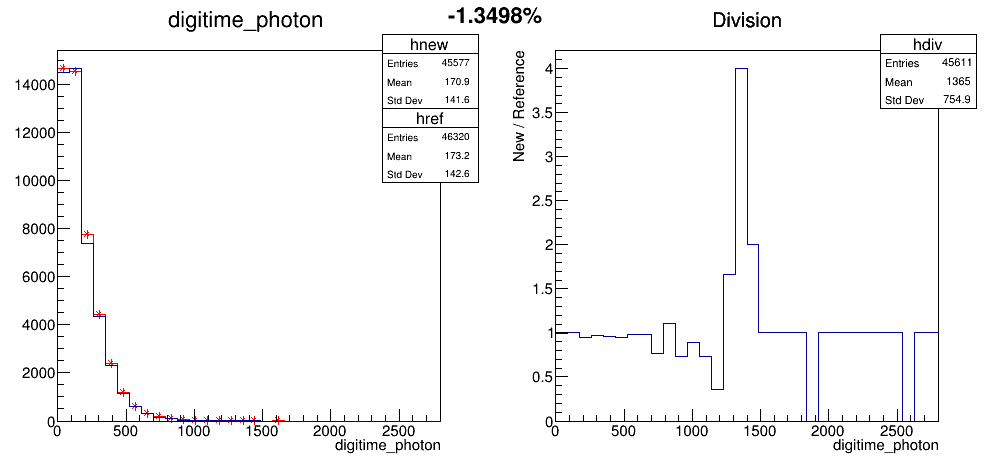 -1.3498%
digitime_photon
hnew
Entries 45577
Mean 170.9
Std Dev 141.6
href
Entries 46320
Mean 173.2
Std Dev 142.6
14000
12000
10000
8000
6000
4000
2000
0
0 500 1000 1500 2000 2500
digitime_photon
Division
hdiv
Entries 45611
Mean 1365
Std Dev 754.9
New / Reference
4
3.5
3
2.5
2
1.5
1
0.5
0
0 500 1000 1500 2000 2500
digitime_photon